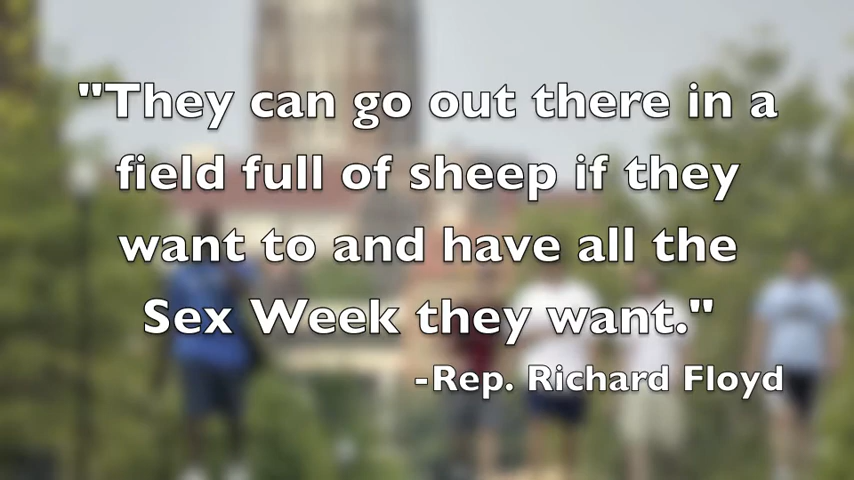 "They can go out there in a
field full of sheep if they
want to and have all the
Sex Week they want."
-Rep. Richard Floyd